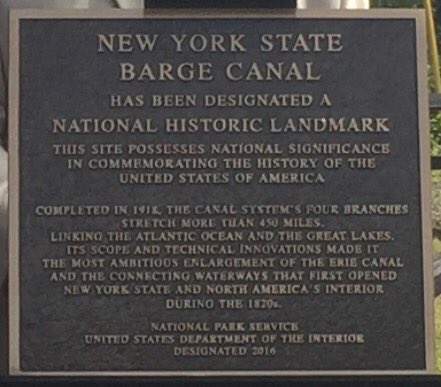 NEW YORK STATE
BARGE CANAL
HAS BEEN DESIGNATED A
NATIONAL HISTORIC LANDMARK
THIS SITE POSSESSES NATIONAL SIGNIFICANCE
IN COMMEMORATING THE HISTORY OF THE
UNITED STATES OF AMERICA
COMPLETED IN 1918, THE CANAL SYSTEM'S FOUR BRANCHES
STRETCH MORE THAN 450 MILES,
LINKING THE ATLANTIC OCEAN AND THE GREAT LAKES.
ITS SCOPE AND TECHNICAL INNOVATIONS MADE IT
THE MOST AMBITIOUS ENLARGEMENT OF THE ERIE CANAL
AND THE CONNECTING WATERWAYS THAT FIRST OPENED
NEW YORK STATE AND NORTH AMERICA'S INTERIOR
DURING THE 1820s.
NATIONAL PARK SERVICE
UNITED STATES DEPARTMENT OF THE INTERIOR
DESIGNATED 2016